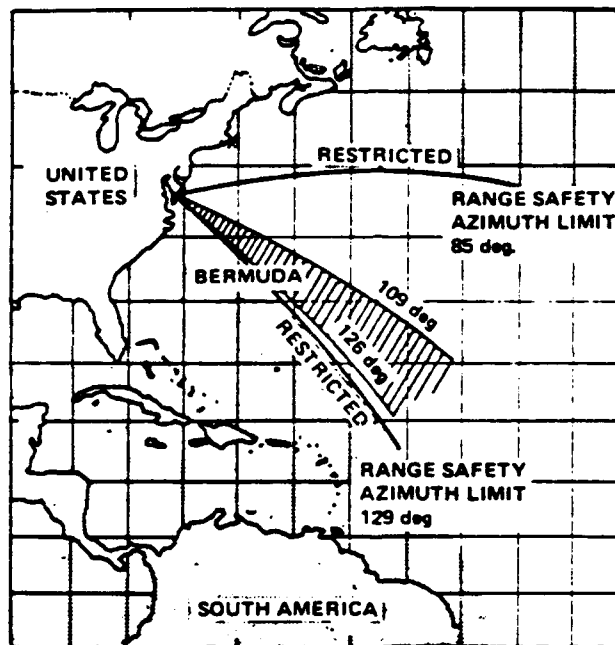 RESTRICTED
UNITED
STATES
RANGE SAFETY
AZIMUTH LIMIT
85 deg.
BERMUDA
109 deg
126 deg
RESTRICTED
RANGE SAFETY
AZIMUTH LIMIT
129 deg
SOUTH AMERICA